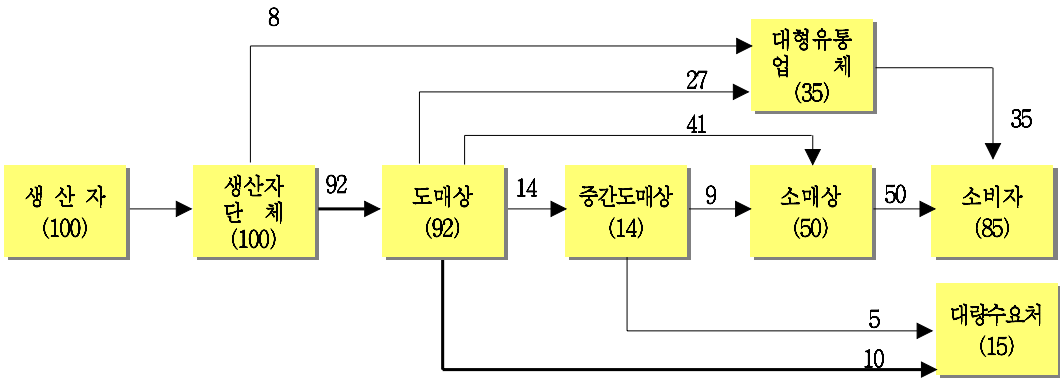 8
대형유통
업 체
(35)
27
41
35
생 산 자
(100)
생산자
단 체
(100)
92
도매상
(92)
14
중간도매상
(14)
9
소매상
(50)
50
소비자
(85)
5
10
대량수요처
(15)